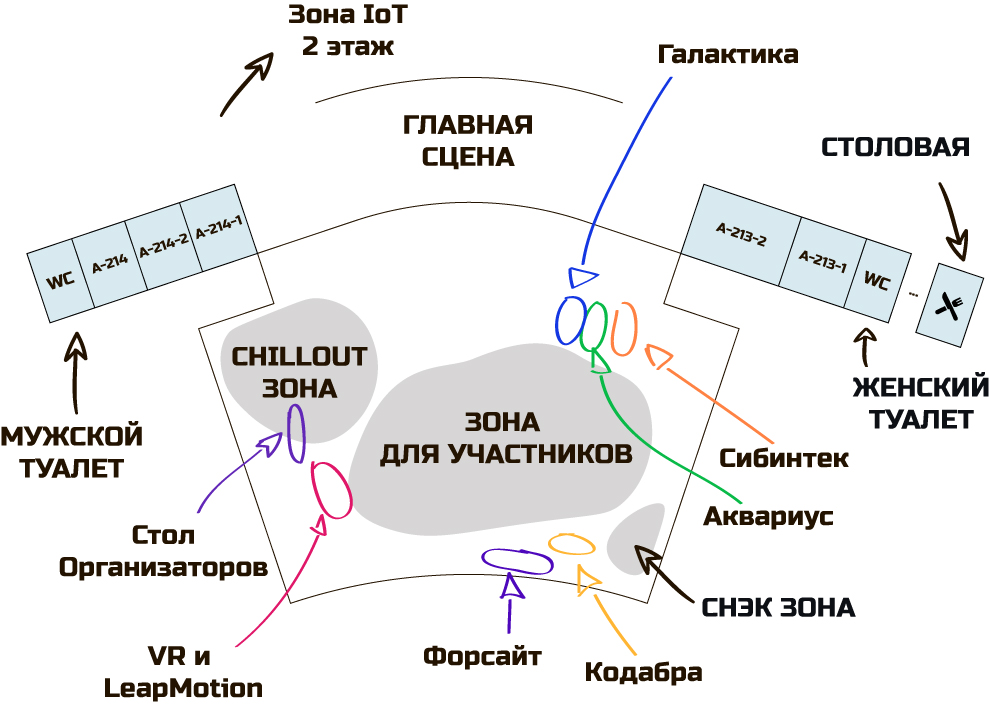 Зона IoT
2 этаж
Галактика
ГЛАВНАЯ
СЦЕНА
СТОЛОВАЯ
WC
A-214
A-214-2
A-214-1
A-213-2
A-213-1
WC
...
CHILLOUT
ЗОНА
ЖЕНСКИЙ
ТУАЛЕТ
МУЖСКОЙ
ТУАЛЕТ
ЗОНА
ДЛЯ УЧАСТНИКОВ
Сибинтек
Аквариус
Стол
Организаторов
СНЭК ЗОНА
VR и
LeapMotion
Форсайт
Кодабра